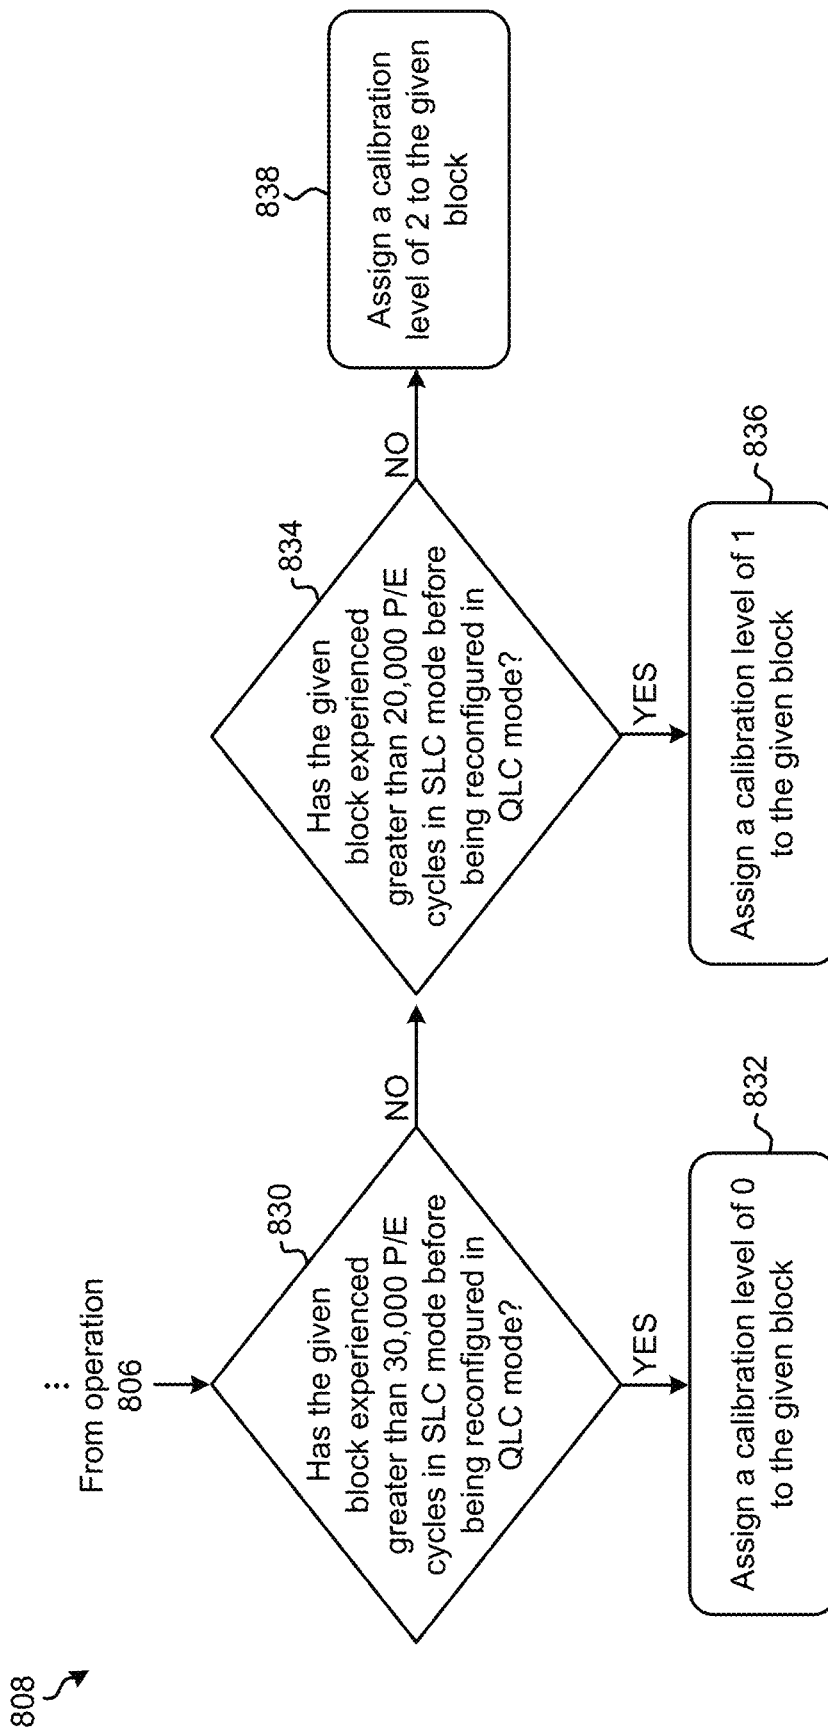 808
From operation
806
830
Has the given
block experienced
greater than 30,000 P/E
cycles in SLC mode before
being reconfigured in
QLC mode?
YES
NO
832
Assign a calibration level of 0
to the given block
834
Has the given
block experienced
greater than 20,000 P/E
cycles in SLC mode before
being reconfigured in
QLC mode?
YES
NO
836
Assign a calibration level of 1
to the given block
838
Assign a calibration
level of 2 to the given
block